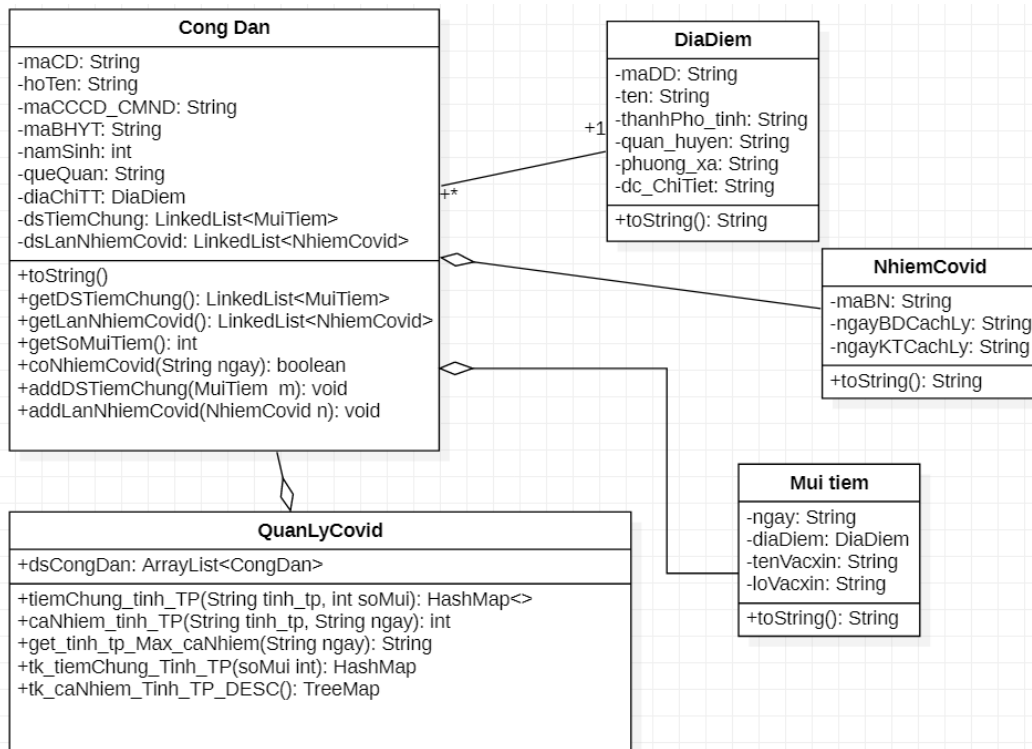 Cong Dan
-maCD: String
-hoTen: String
-maCCCD_CMND: String
-maBHYT: String
-namSinh: int
-queQuan: String
-diaChiTT: DiaDiem
-dsTiemChung: LinkedList<MuiTiem>
-dsLanNhiemCovid: LinkedList<NhiemCovid>
+toString()
+getDSTiemChung(): LinkedList<MuiTiem>
+getLanNhiemCovid(): LinkedList<NhiemCovid>
+getSoMuiTiem(): int
+coNhiemCovid(String ngay): boolean
+addDSTiemChung(MuiTiem m): void
+addLanNhiemCovid(NhiemCovid n): void
+*
+1
DiaDiem
-maDD: String
-ten: String
-thanhPho_tinh: String
-quan_huyen: String
-phuong_xa: String
-dc_ChiTiet: String
+toString(): String
NhiemCovid
-maBN: String
-ngayBDCachLy: String
-ngayKTCachLy: String
+toString(): String
Mui tiem
-ngay: String
-diaDiem: DiaDiem
-tenVacxin: String
-loVacxin: String
+toString(): String
QuanLyCovid
+dsCongDan: ArrayList<CongDan>
+tiemChung_tinh_TP(String tinh_tp, int soMui): HashMap<>
+caNhiem_tinh_TP(String tinh_tp, String ngay): int
+get_tinh_tp_Max_caNhiem(String ngay): String
+tk_tiemChung_Tinh_TP(soMui int): HashMap
+tk_caNhiem_Tinh_TP_DESC(): TreeMap